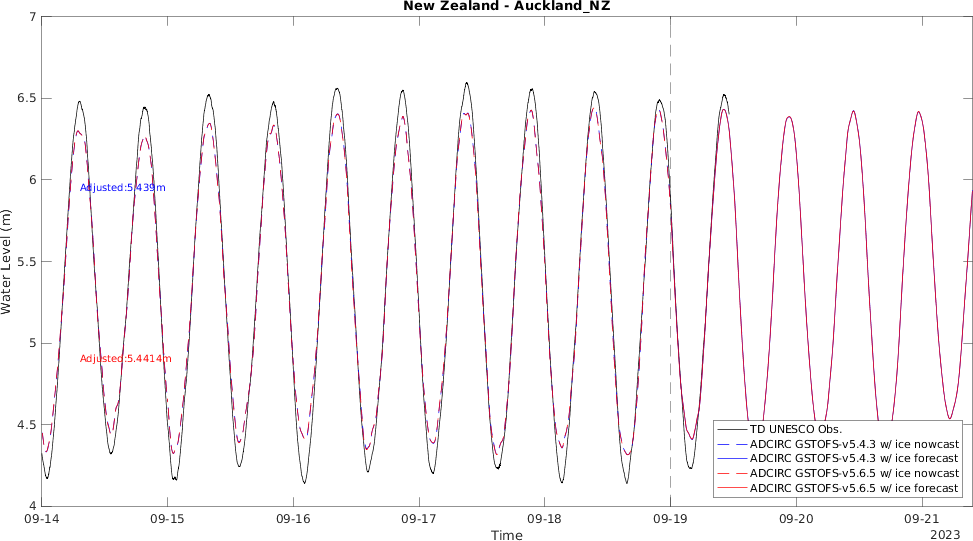 New Zealand - Auckland_NZ
7
6.5
6
5.5
5
4.5
4
Water Level (m)
Adjusted:5.439m
Adjusted:5.4414m
TD UNESCO Obs.
ADCIRC GSTOFS-v5.4.3 w/ ice nowcast
ADCIRC GSTOFS-v5.4.3 w/ ice forecast
ADCIRC GSTOFS-v5.6.5 w/ ice nowcast
ADCIRC GSTOFS-v5.6.5 w/ ice forecast
09-14 09-15 09-16 09-17 09-18 09-19 09-20 09-21
Time
2023